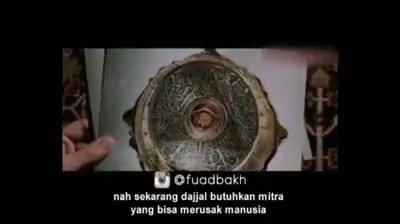 @fuadbakh
nah sekarang dajjal butuhkan mitra
yang bisa merusak manusia